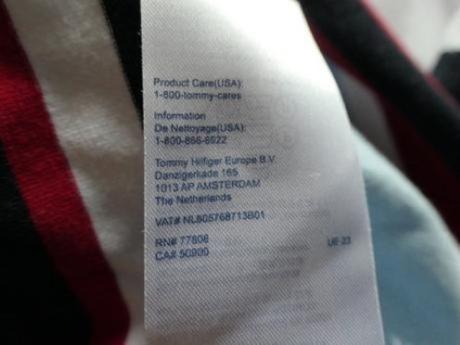 Product Care(USA):
1-800-tommy-cares
Information
De Nettoyage(USA):
1-800-866-6922
Tommy Hilfiger Europe B.V.
Danzigerkade 165
1013 AP AMSTERDAM
The Netherlands
VAT# NL805768713B01
RN# 77806
CA# 50900
UE-23